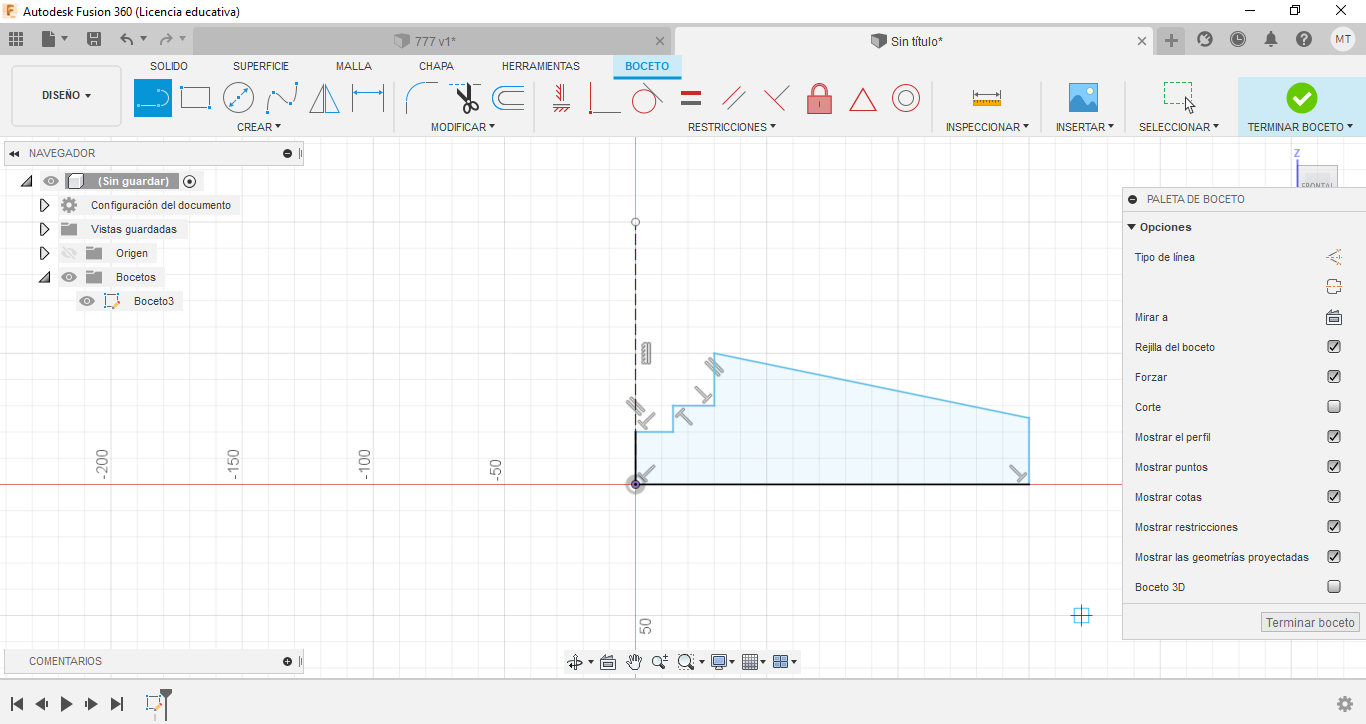 Autodesk Fusion 360 (Licencia educativa)
777 v1*
Sin título*
MT
SOLIDO
SUPERFICIE
MALLA
CHAPA
HERRAMIENTAS
BOCETO
DISEÑO
CREAR
MODIFICAR
RESTRICCIONES
INSPECCIONAR
INSERTAR
SELECCIONAR
TERMINAR BOCETO
NAVEGADOR
(Sin guardar)
Configuración del documento
Vistas guardadas
Origen
Bocetos
Boceto3
Z
FRONTAL
PALETA DE BOCETO
Opciones
Tipo de línea
Mirar a
Rejilla del boceto
Forzar
Corte
Mostrar el perfil
Mostrar puntos
Mostrar cotas
Mostrar restricciones
Mostrar las geometrías proyectadas
Boceto 3D
Terminar boceto
-200
-150
-100
-50
50
COMENTARIOS